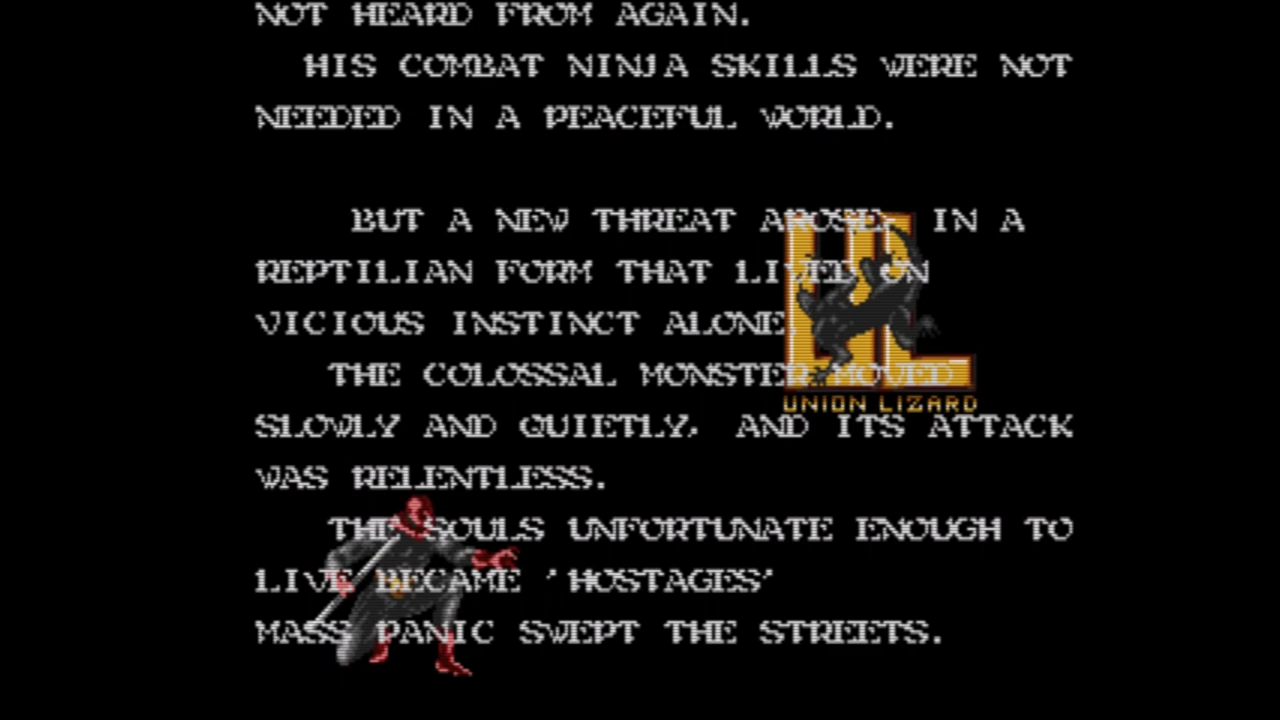 NOT HEARD FROM AGAIN.
HIS COMBAT NINJA SKILLS WERE NOT
NEEDED IN A PEACEFUL WORLD.
BUT A NEW THREAT AROSE, IN A
REPTILIAN FORM THAT LIVED ON
VICIOUS INSTINCT ALONE.
THE COLOSSAL MONSTER MOVED
UNION LIZARD
SLOWLY AND QUIETLY, AND ITS ATTACK
WAS RELENTLESS.
THE SOULS UNFORTUNATE ENOUGH TO
LIVE BECAME 'HOSTAGES'
MASS PANIC SWEPT THE STREETS.